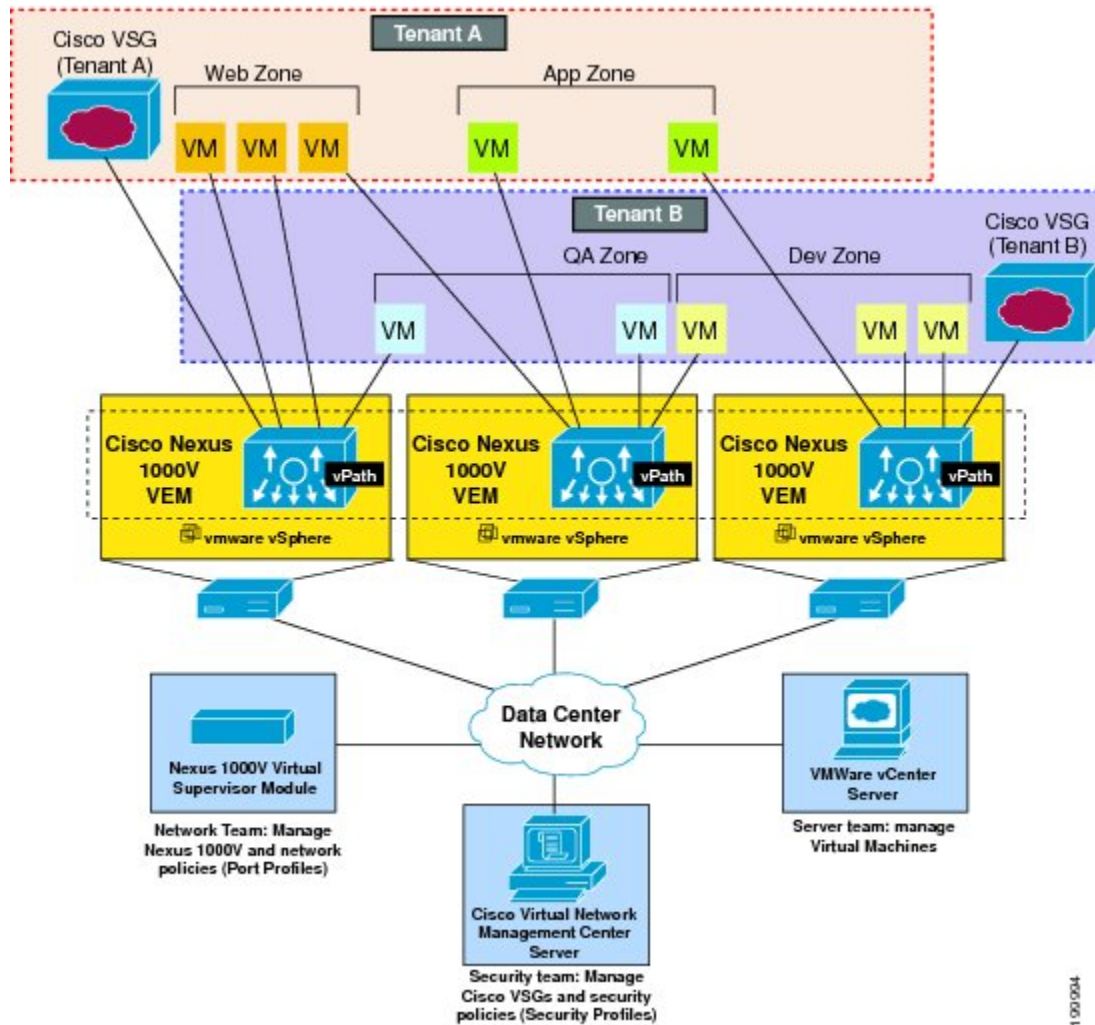 Tenant A
Cisco VSG
(Tenant A)
Web Zone
App Zone
VM
VM
VM
VM
VM
Tenant B
Cisco VSG
(Tenant B)
QA Zone
Dev Zone
VM
VM
VM
VM
VM
Cisco Nexus
1000V
VEM
vPath
vmware vSphere
Cisco Nexus
1000V
VEM
vPath
vmware vSphere
Cisco Nexus
1000V
VEM
vPath
vmware vSphere
Data Center
Network
Nexus 1000V Virtual
Supervisor Module
Network Team: Manage
Nexus 1000V and network
policies (Port Profiles)
VMWare vCenter
Server
Server team: manage
Virtual Machines
Cisco Virtual Network
Management Center
Server
Security team: Manage
Cisco VSGs and security
policies (Security Profiles)
199994